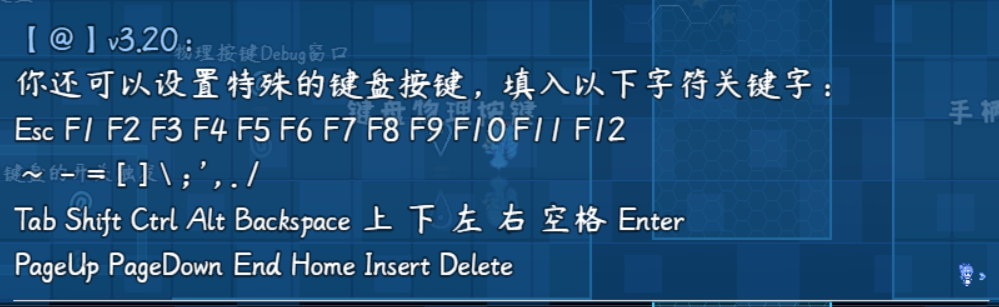 【@】v3.20：
物理按键Debug窗口
你还可以设置特殊的键盘按键，填入以下字符关键字：
键盘物理按键
手柄
Esc F1 F2 F3 F4 F5 F6 F7 F8 F9 F10 F11 F12
~ - = [ ] \ ; ' , . /
键盘的开关触发
Tab Shift Ctrl Alt Backspace 上 下 左 右 空格 Enter
PageUp PageDown End Home Insert Delete